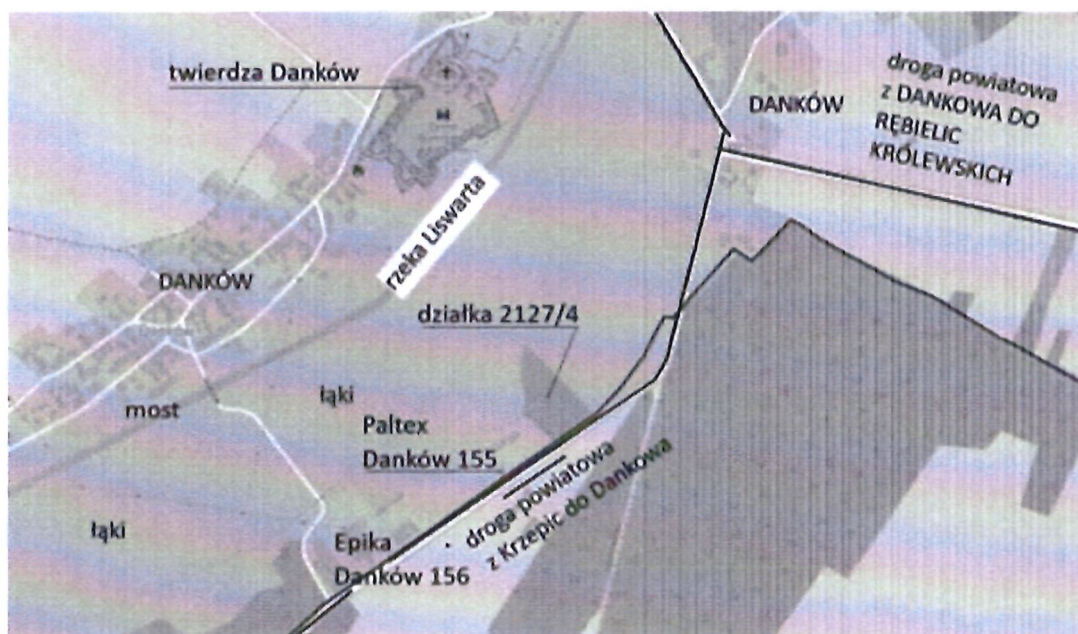 twierdza Danków
DANKÓW
droga powiatowa
z DANKOWA DO
RĘBIELIC
KRÓLEWSKICH
rzeka Liswarta
DANKÓW
działka 2127/4
most
łąki
Paltex
Danków 155
droga powiatowa
z Krzepic do Dankowa
łąki
Epika
Danków 156